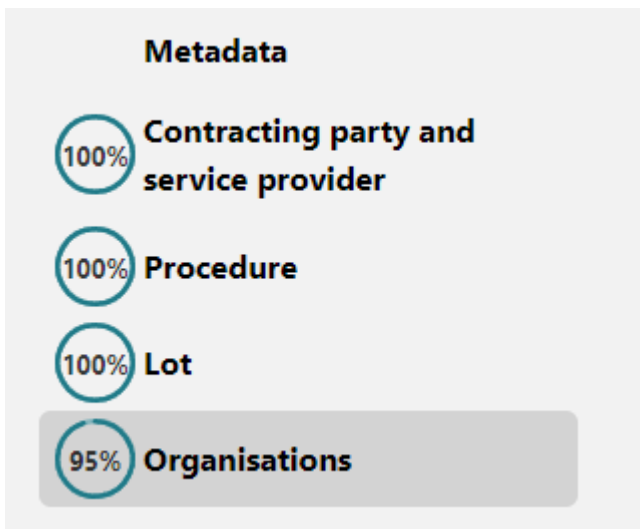 Metadata
100%
Contracting party and
service provider
100%
Procedure
100%
Lot
95%
Organisations